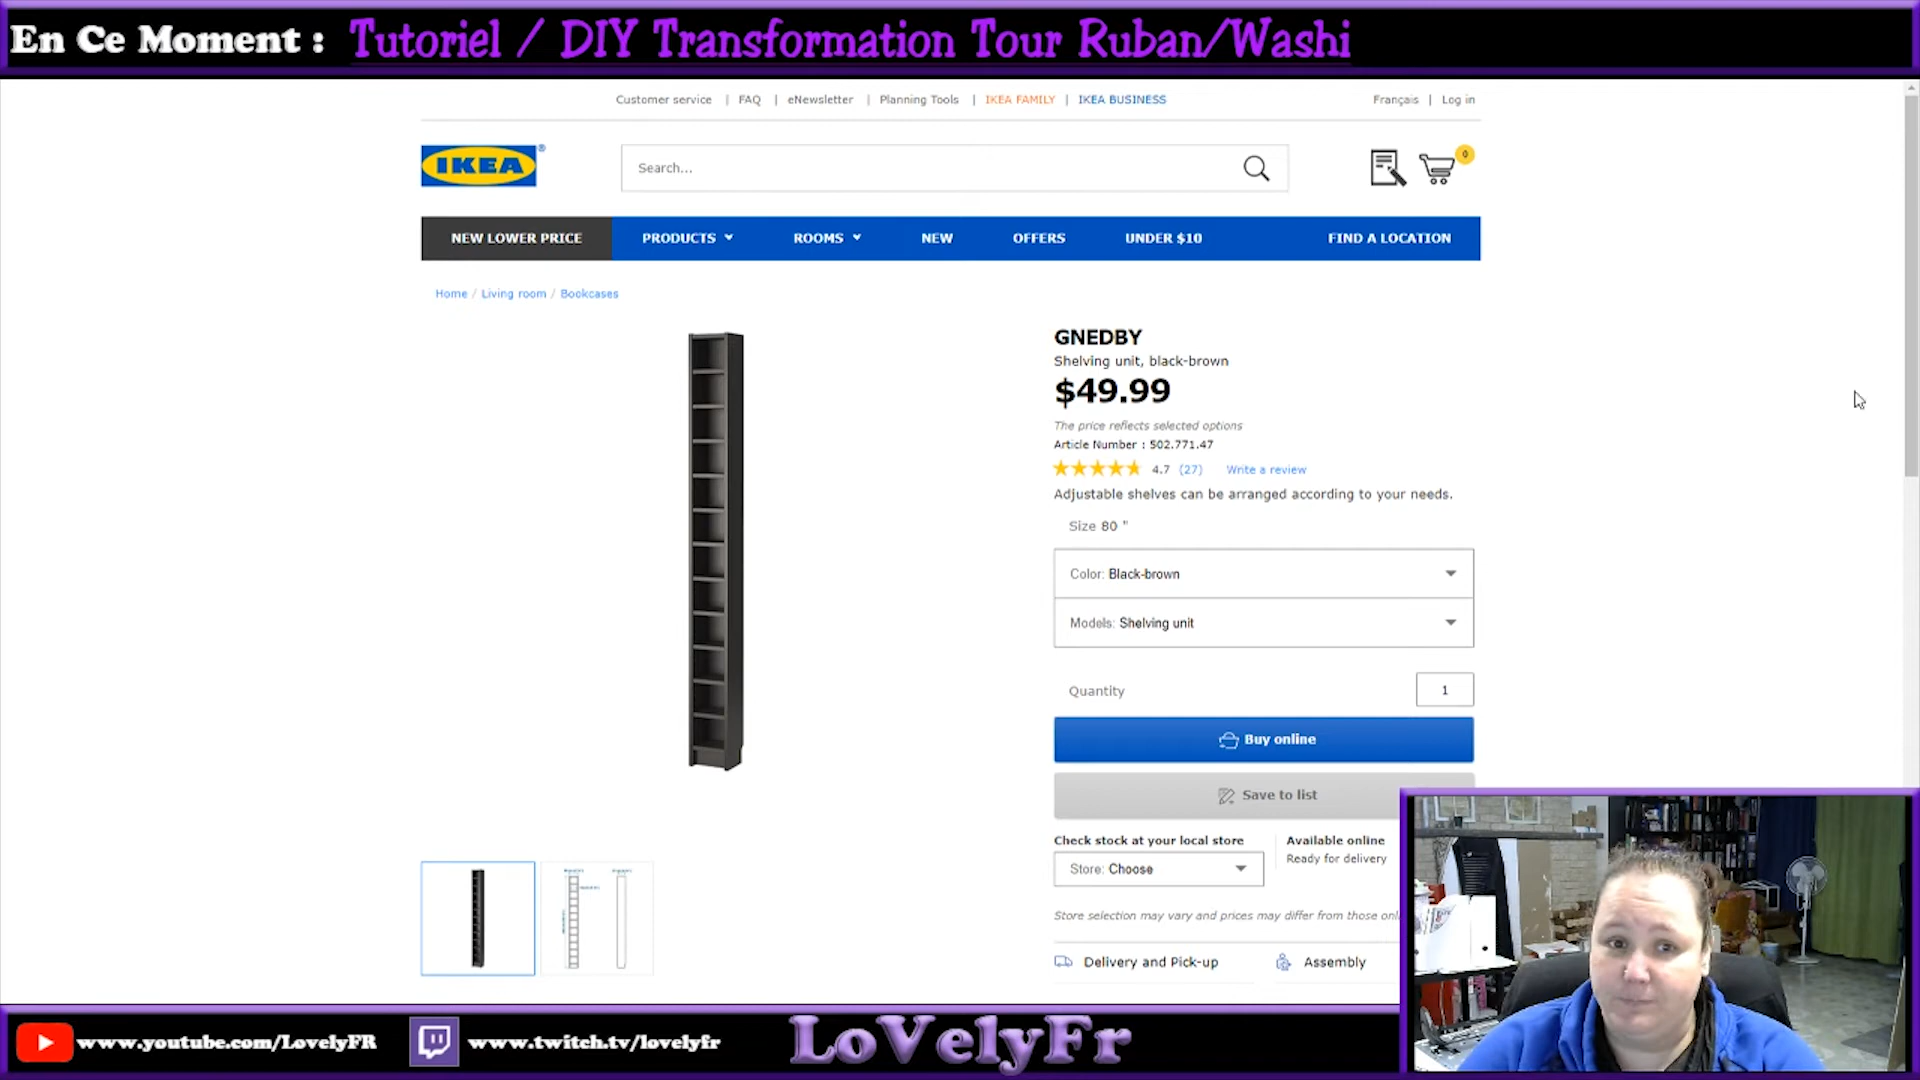 En Ce Moment : Tutoriel / DIY Transformation Tour Ruban/Washi
Customer service | FAQ | eNewsletter | Planning Tools | IKEA FAMILY | IKEA BUSINESS
Français | Log in
IKEA®
Search...
0
NEW LOWER PRICE
PRODUCTS
ROOMS
NEW
OFFERS
UNDER $10
FIND A LOCATION
Home / Living room / Bookcases
GNEDBY
Shelving unit, black-brown
$49.99
The price reflects selected options
Article Number : 502.771.47
4.7 (27) Write a review
Adjustable shelves can be arranged according to your needs.
Size 80 "
Color: Black-brown
Models: Shelving unit
Quantity 1
Buy online
Save to list
Check stock at your local store
Store: Choose
Available online
Ready for delivery
Store selection may vary and prices may differ from those
Delivery and Pick-up
Assembly
www.youtube.com/LovelyFR
www.twitch.tv/lovelyfr
LoVelyFr